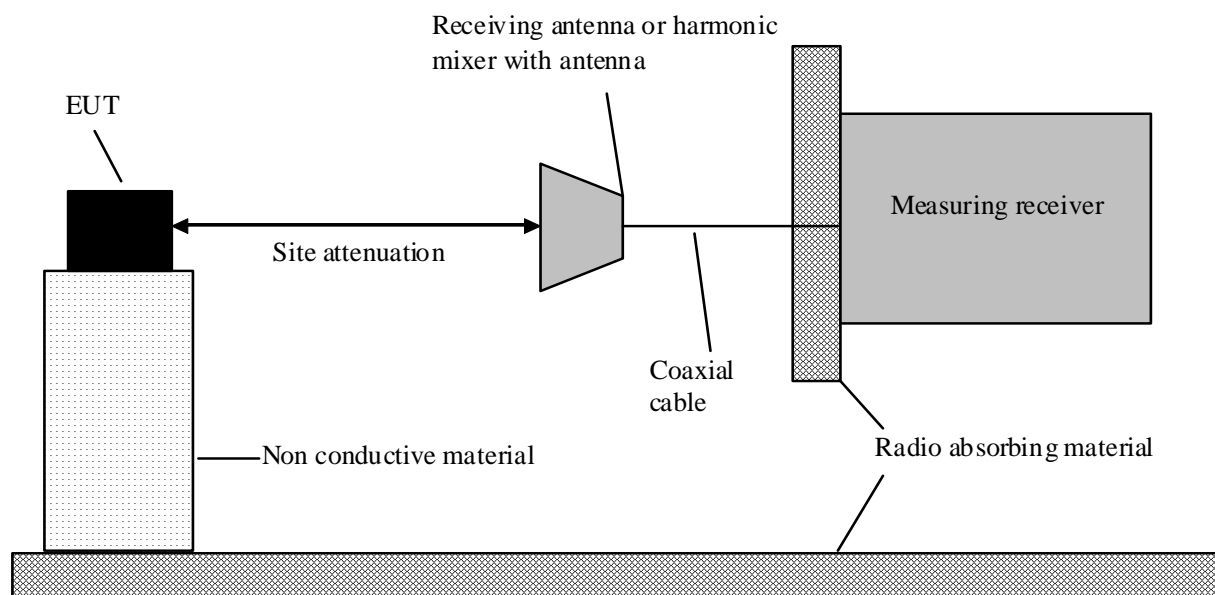 Receiving antenna or harmonic
mixer with antenna
EUT
Measuring receiver
Site attenuation
Coaxial
cable
Non conductive material
Radio absorbing material